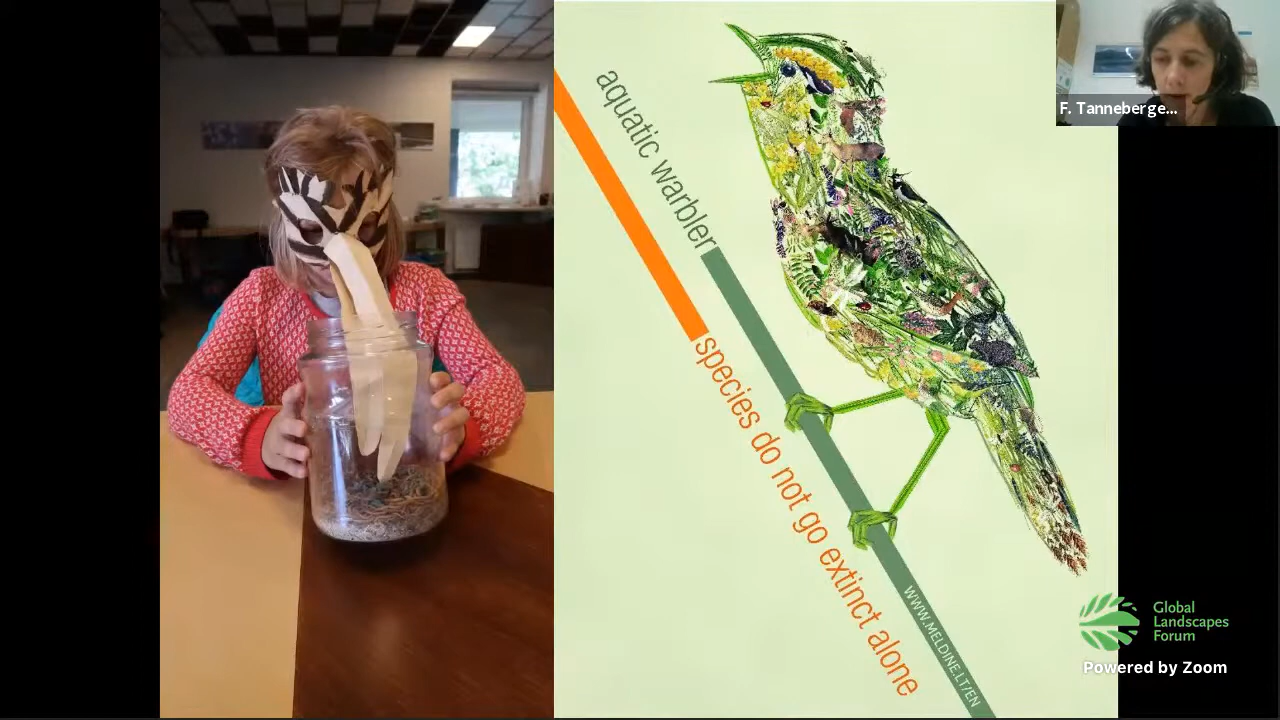 aquatic warbler
species do not go extinct alone
WWW.MELDINE.LT/EN
F. Tanneberge...
Global
Landscapes
Forum
Powered by Zoom